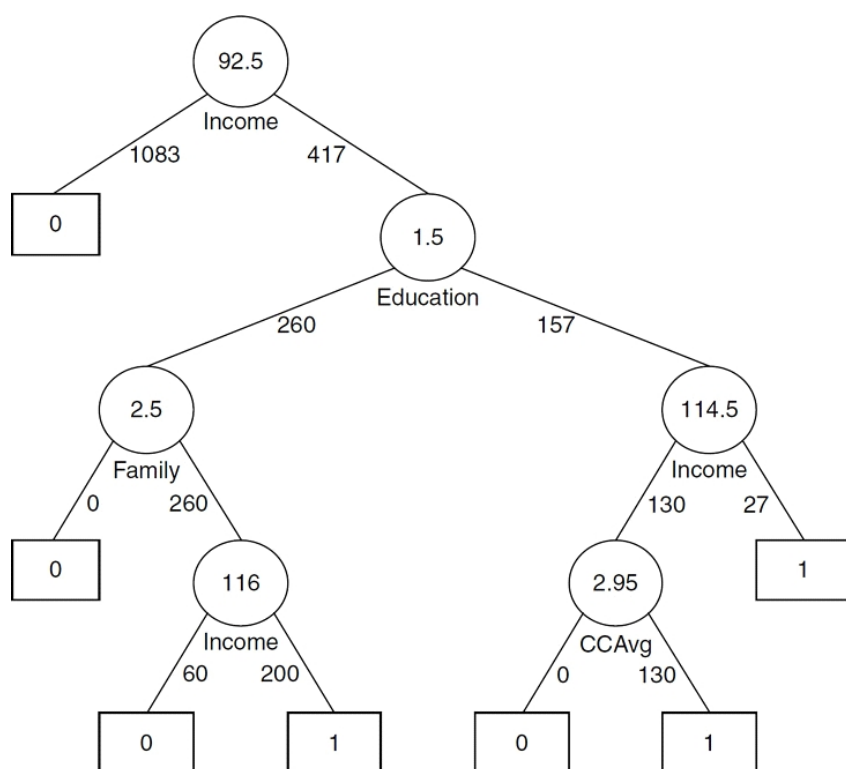 92.5
Income
1083 417
0
1.5
Education
260 157
2.5 114.5
Family Income
0 260 130 27
0 116 2.95 1
Income CCAvg
60 200 0 130
0 1 0 1